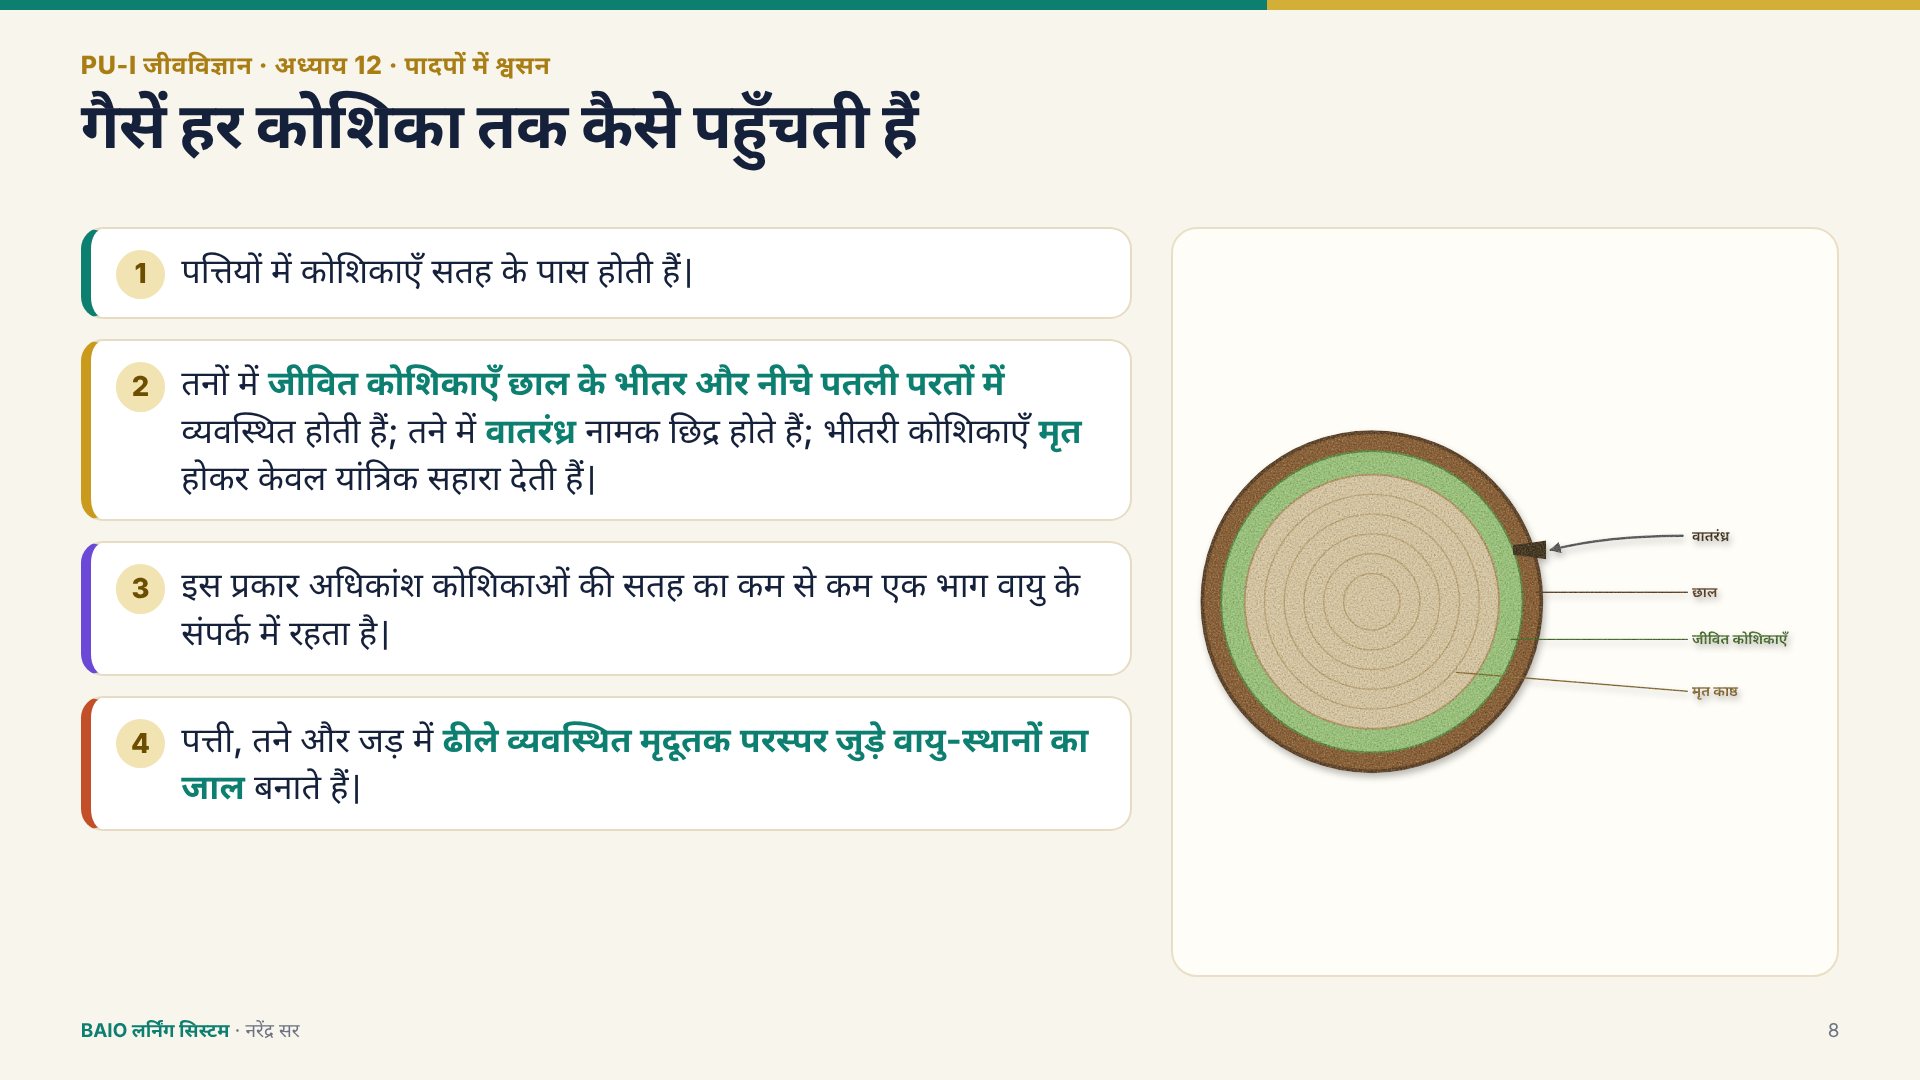 PU-I जीवविज्ञान · अध्याय 12 · पादपों में श्वसन
गैसें हर कोशिका तक कैसे पहुँचती हैं
1 पत्तियों में कोशिकाएँ सतह के पास होती हैं|
2 तनों में जीवित कोशिकाएँ छाल के भीतर और नीचे पतली परतों में
व्यवस्थित होती हैं; तने में वातरंध्र नामक छिद्र होते हैं; भीतरी कोशिकाएँ मृत
होकर केवल यांत्रिक सहारा देती हैं|
3 इस प्रकार अधिकांश कोशिकाओं की सतह का कम से कम एक भाग वायु के
संपर्क में रहता है|
4 पत्ती, तने और जड़ में ढीले व्यवस्थित मृदूतक परस्पर जुड़े वायु-स्थानों का
जाल बनाते हैं|
वातरंध्र
छाल
जीवित कोशिकाएँ
मृत काष्ठ
BAIO लर्निंग सिस्टम · नरेंद्र सर
8